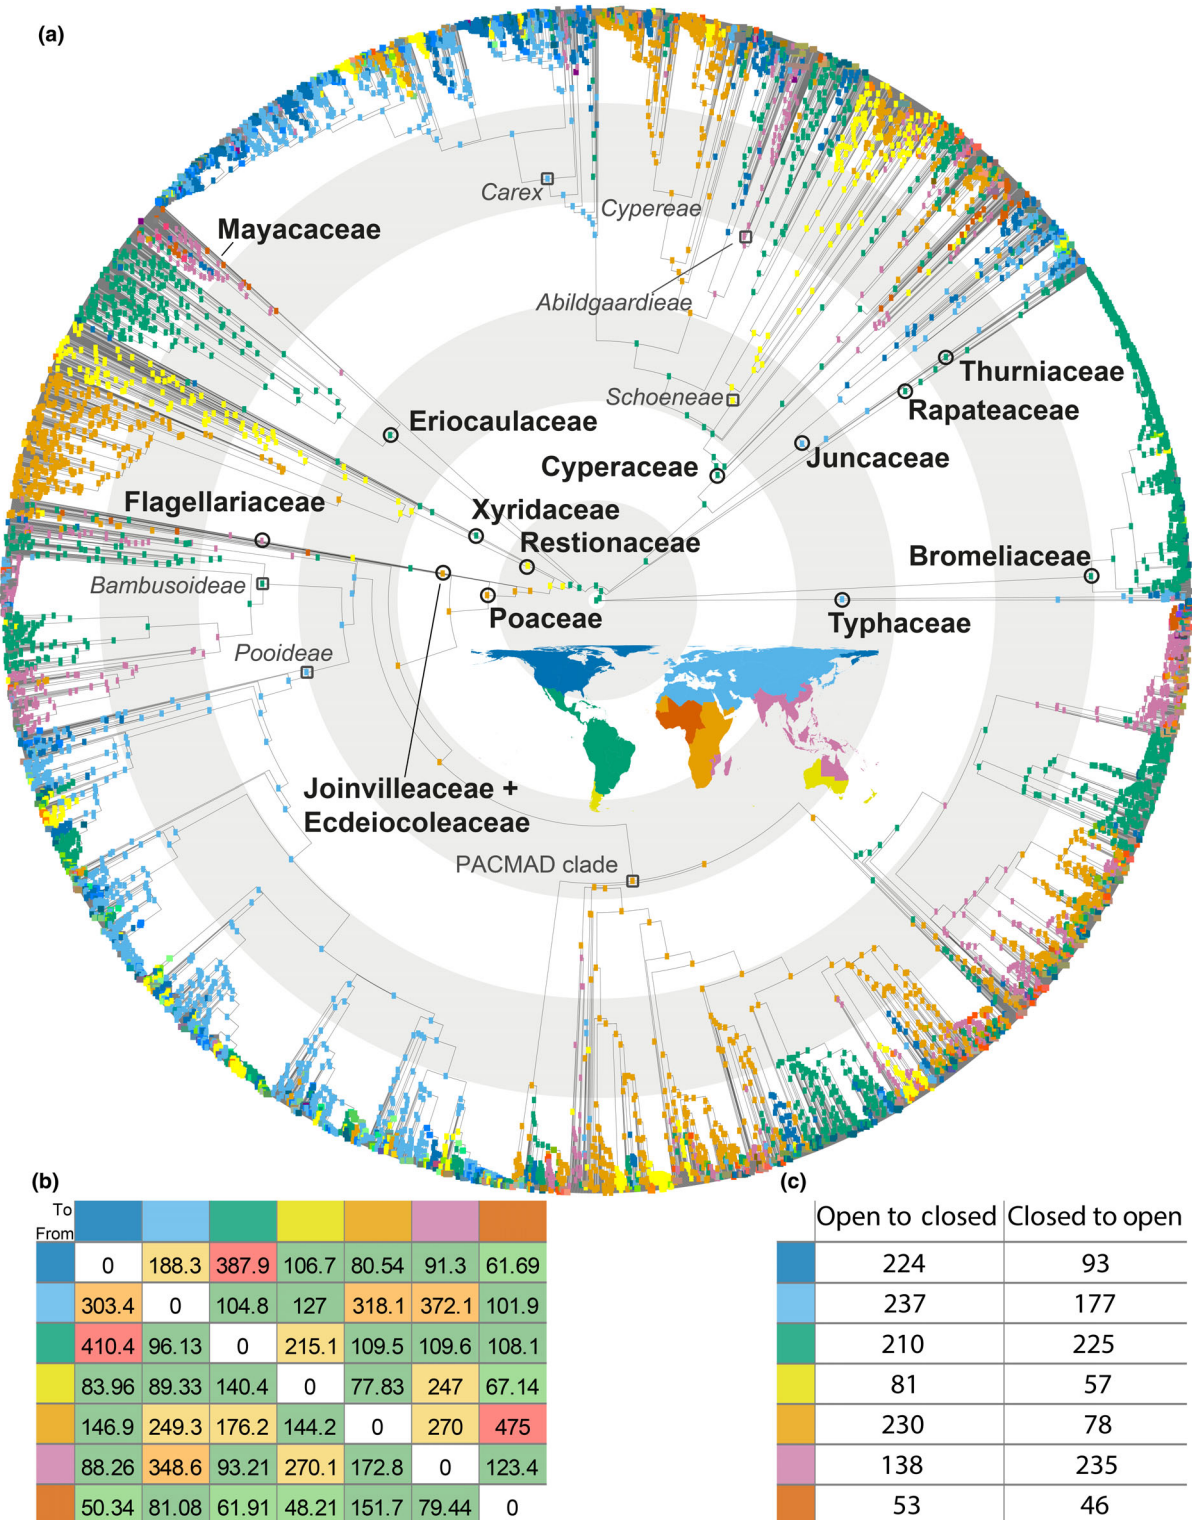 (a)
Carex
Cypereae
Mayacaceae
Abildgaardieae
Thurniaceae
Schoeneae
Rapateaceae
Eriocaulaceae
Juncaceae
Cyperaceae
Flagellariaceae
Xyridaceae
Restionaceae
Bromeliaceae
Bambusoideae
Poaceae
Typhaceae
Pooideae
Joinvilleaceae +
Ecdeiocoleaceae
PACMAD clade
(b)
To
From
0 188.3 387.9 106.7 80.54 91.3 61.69
303.4 0 104.8 127 318.1 372.1 101.9
410.4 96.13 0 215.1 109.5 109.6 108.1
83.96 89.33 140.4 0 77.83 247 67.14
146.9 249.3 176.2 144.2 0 270 475
88.26 348.6 93.21 270.1 172.8 0 123.4
50.34 81.08 61.91 48.21 151.7 79.44 0
(c)
Open to closed Closed to open
224 93
237 177
210 225
81 57
230 78
138 235
53 46